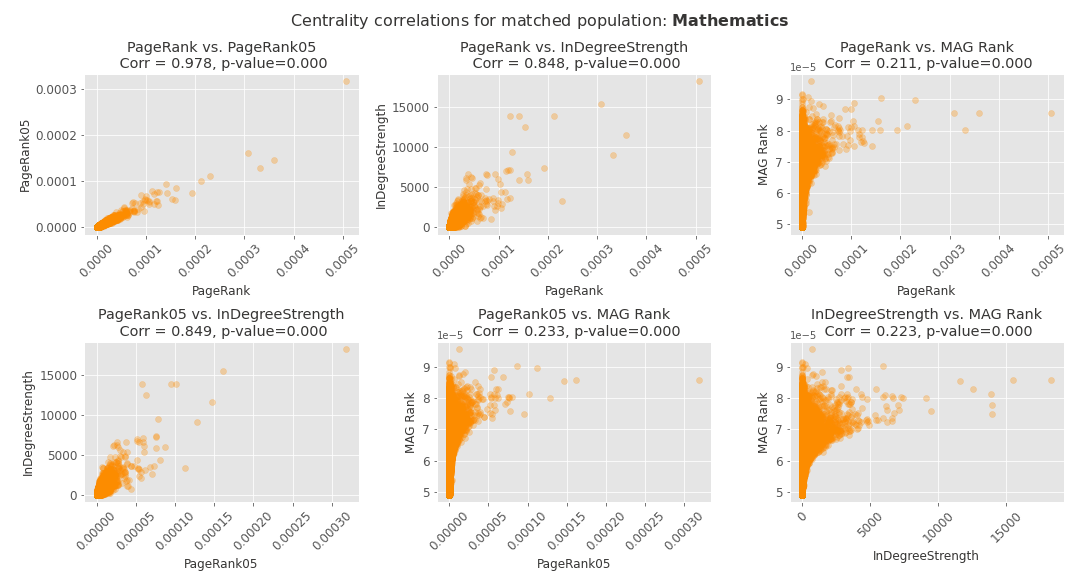 Centrality correlations for matched population: Mathematics
PageRank vs. PageRank05
Corr = 0.978, p-value=0.000
0.0003
0.0002
0.0001
0.0000
PageRank05
0.0000
0.0001
0.0002
0.0003
0.0004
0.0005
PageRank
PageRank vs. InDegreeStrength
Corr = 0.848, p-value=0.000
15000
10000
5000
0
InDegreeStrength
0.0000
0.0001
0.0002
0.0003
0.0004
0.0005
PageRank
PageRank vs. MAG Rank
Corr = 0.211, p-value=0.000
1e−5
9
8
7
6
5
MAG Rank
0.0000
0.0001
0.0002
0.0003
0.0004
0.0005
PageRank
PageRank05 vs. InDegreeStrength
Corr = 0.849, p-value=0.000
15000
10000
5000
0
InDegreeStrength
0.00000
0.00005
0.00010
0.00015
0.00020
0.00025
0.00030
PageRank05
PageRank05 vs. MAG Rank
Corr = 0.233, p-value=0.000
1e−5
9
8
7
6
5
MAG Rank
0.00000
0.00005
0.00010
0.00015
0.00020
0.00025
0.00030
PageRank05
InDegreeStrength vs. MAG Rank
Corr = 0.223, p-value=0.000
1e−5
9
8
7
6
5
MAG Rank
0
5000
10000
15000
InDegreeStrength